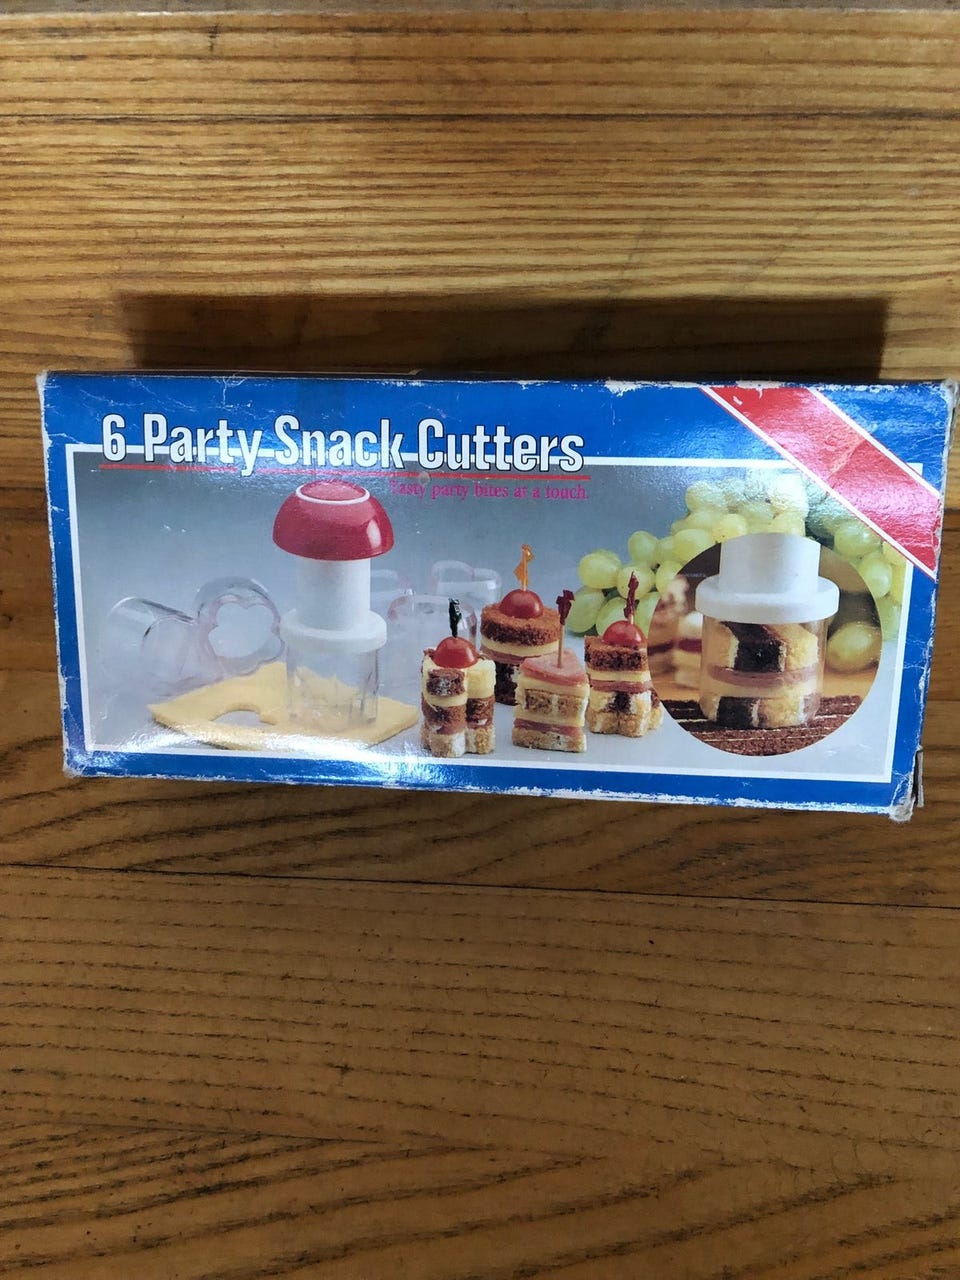 6 Party Snack Cutters
Tasty party bites at a touch.